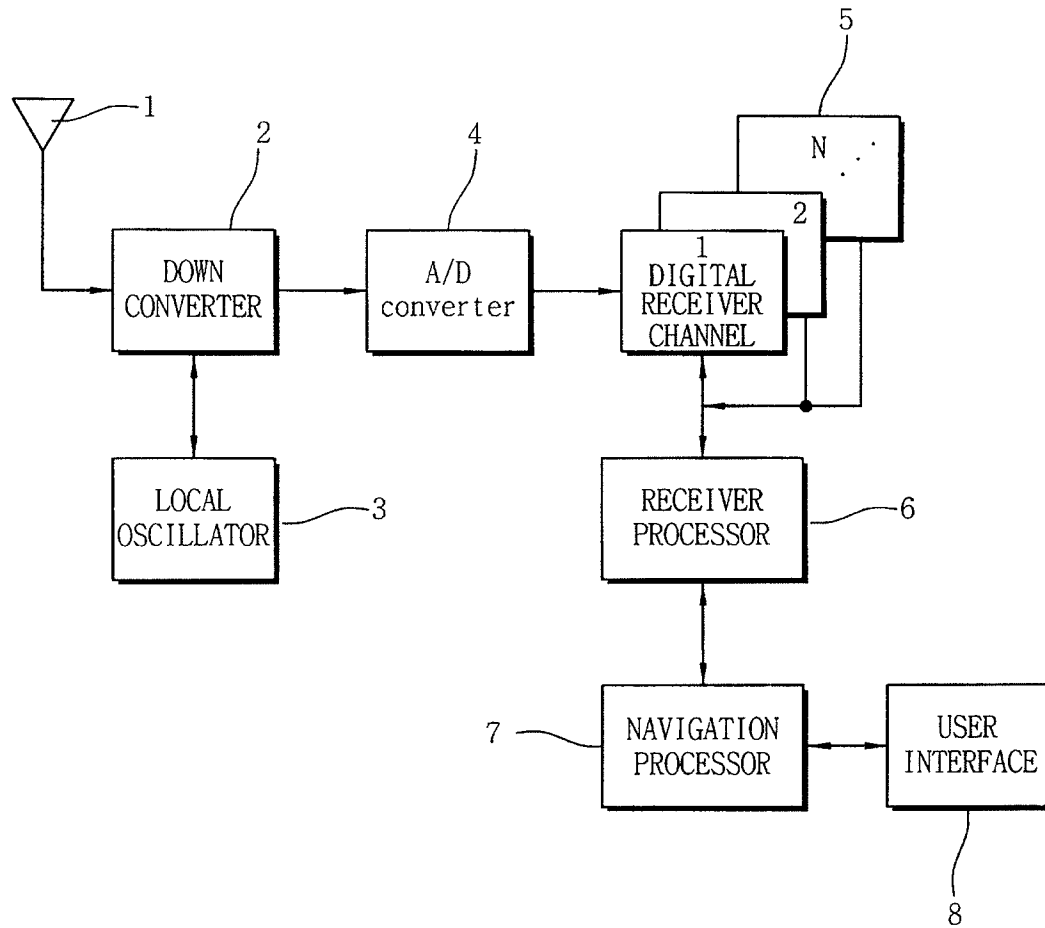 5
1
2
4
N
2
DOWN
CONVERTER
A/D
converter
1
DIGITAL
RECEIVER
CHANNEL
LOCAL
OSCILLATOR
3
RECEIVER
PROCESSOR
6
7
NAVIGATION
PROCESSOR
USER
INTERFACE
8